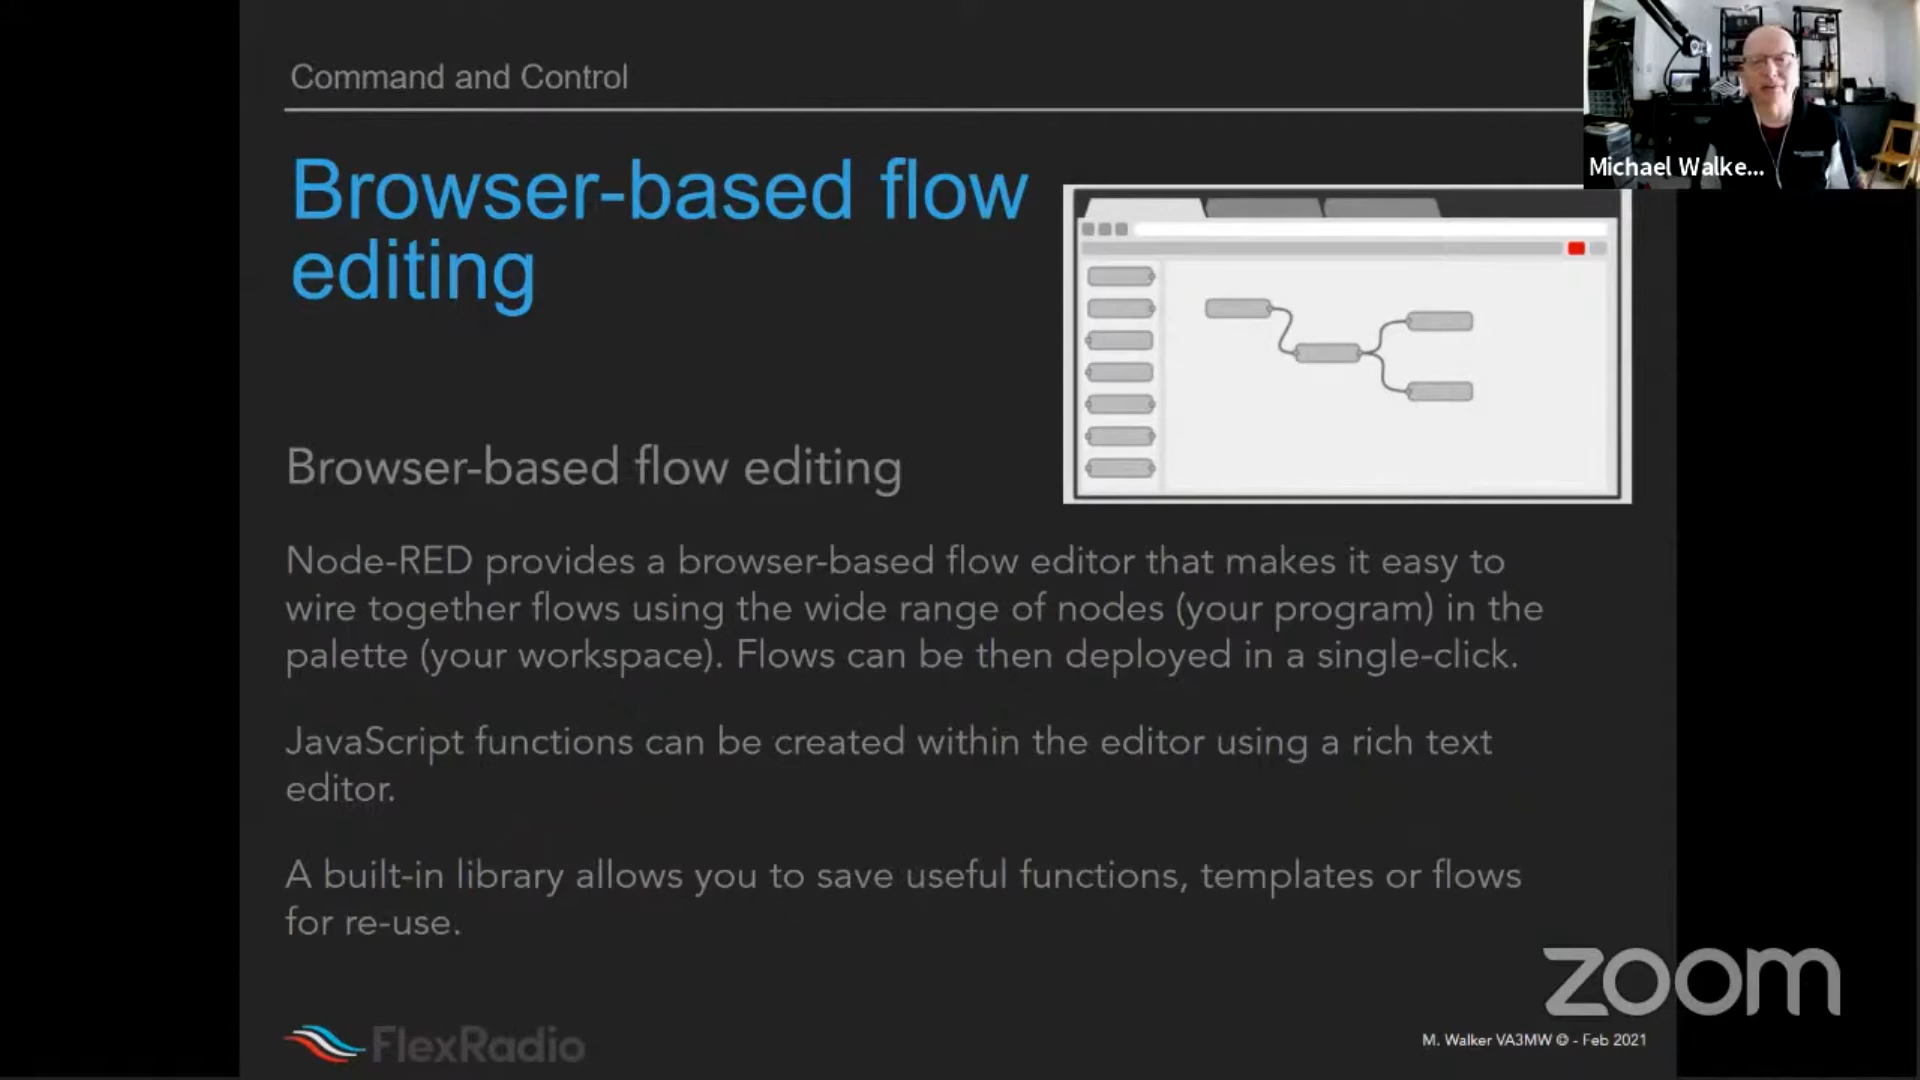 Command and Control
Michael Walke...
Browser-based flow
editing
Browser-based flow editing
Node-RED provides a browser-based flow editor that makes it easy to
wire together flows using the wide range of nodes (your program) in the
palette (your workspace). Flows can be then deployed in a single-click.
JavaScript functions can be created within the editor using a rich text
editor.
A built-in library allows you to save useful functions, templates or flows
for re-use.
zoom
FlexRadio
M. Walker VA3MW © - Feb 2021